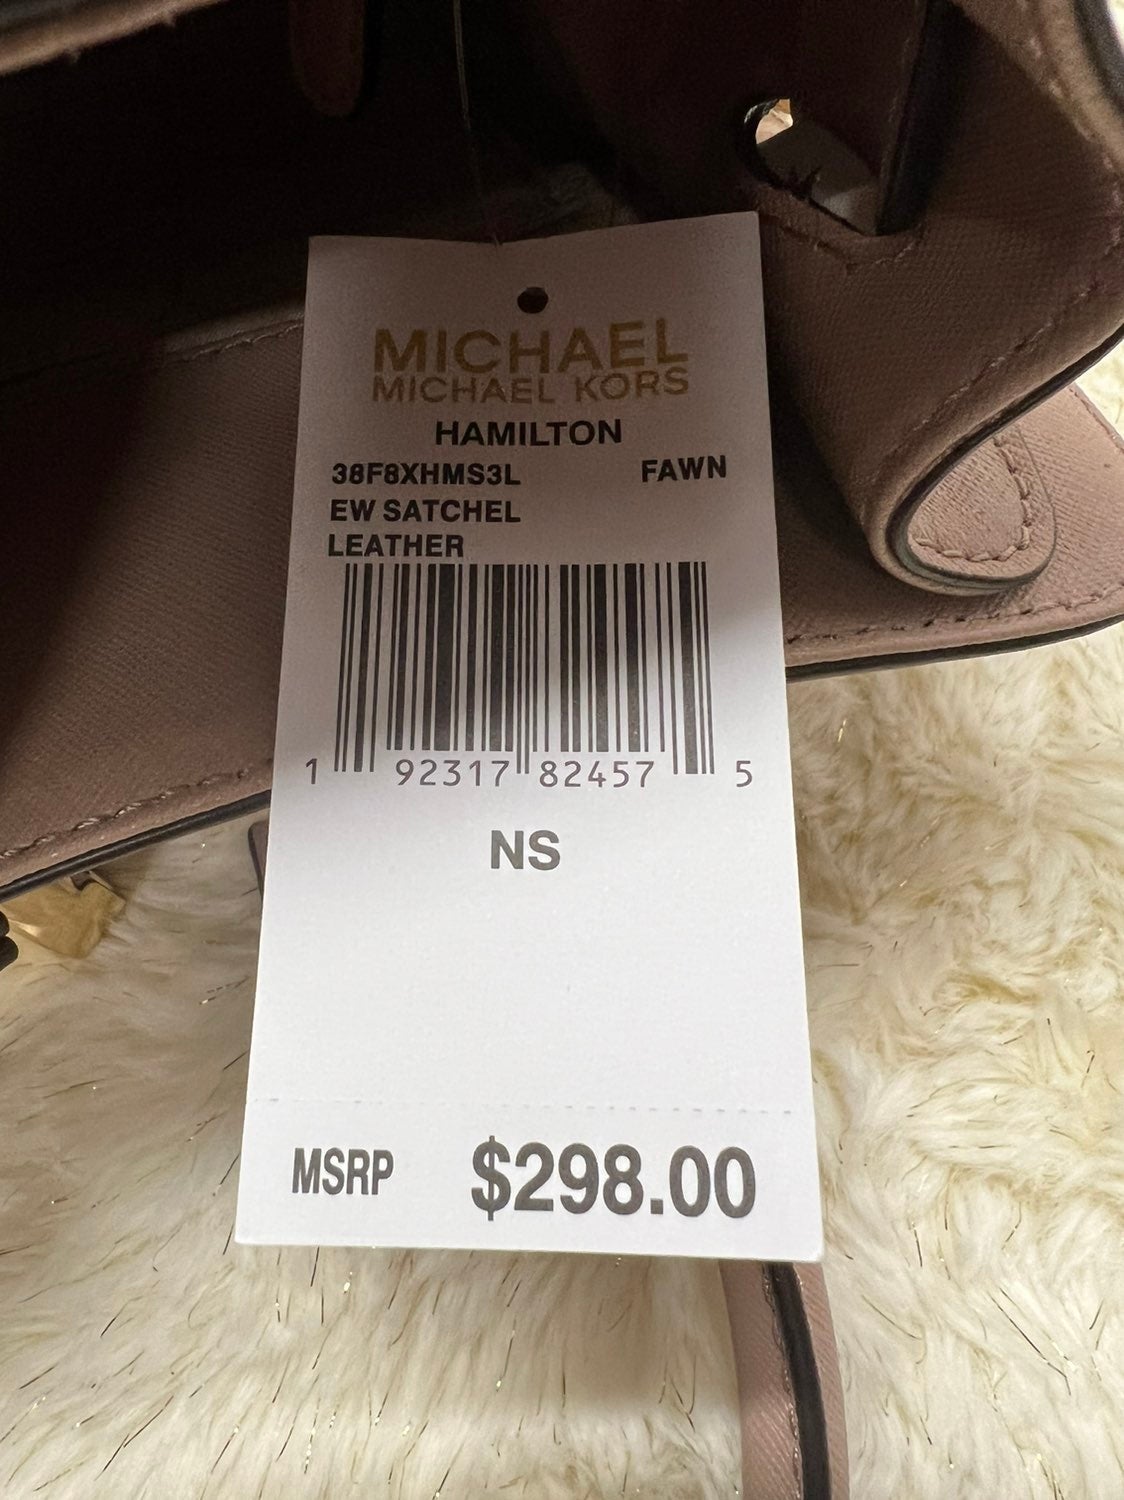 MICHAEL
MICHAEL KORS
HAMILTON
38F8XHMS3L FAWN
EW SATCHEL
LEATHER
1 92317 82457 5
NS
MSRP $298.00